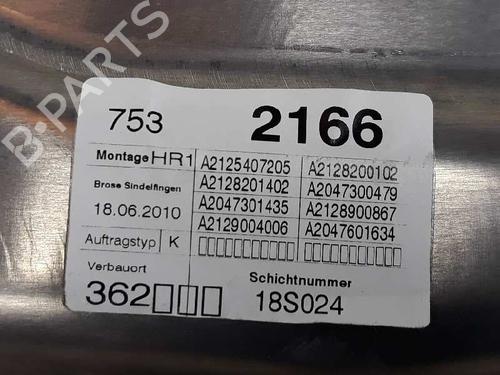 B-PARTS
753 2166
Montage HR1 A2125407205 A2128200102
Brose Sindelfingen A2128201402 A2047300479
18.06.2010 A2047301435 A2128900867
Auftragstyp K A2129004006 A2047601634
Verbauort Schichtnummer
362 18S024